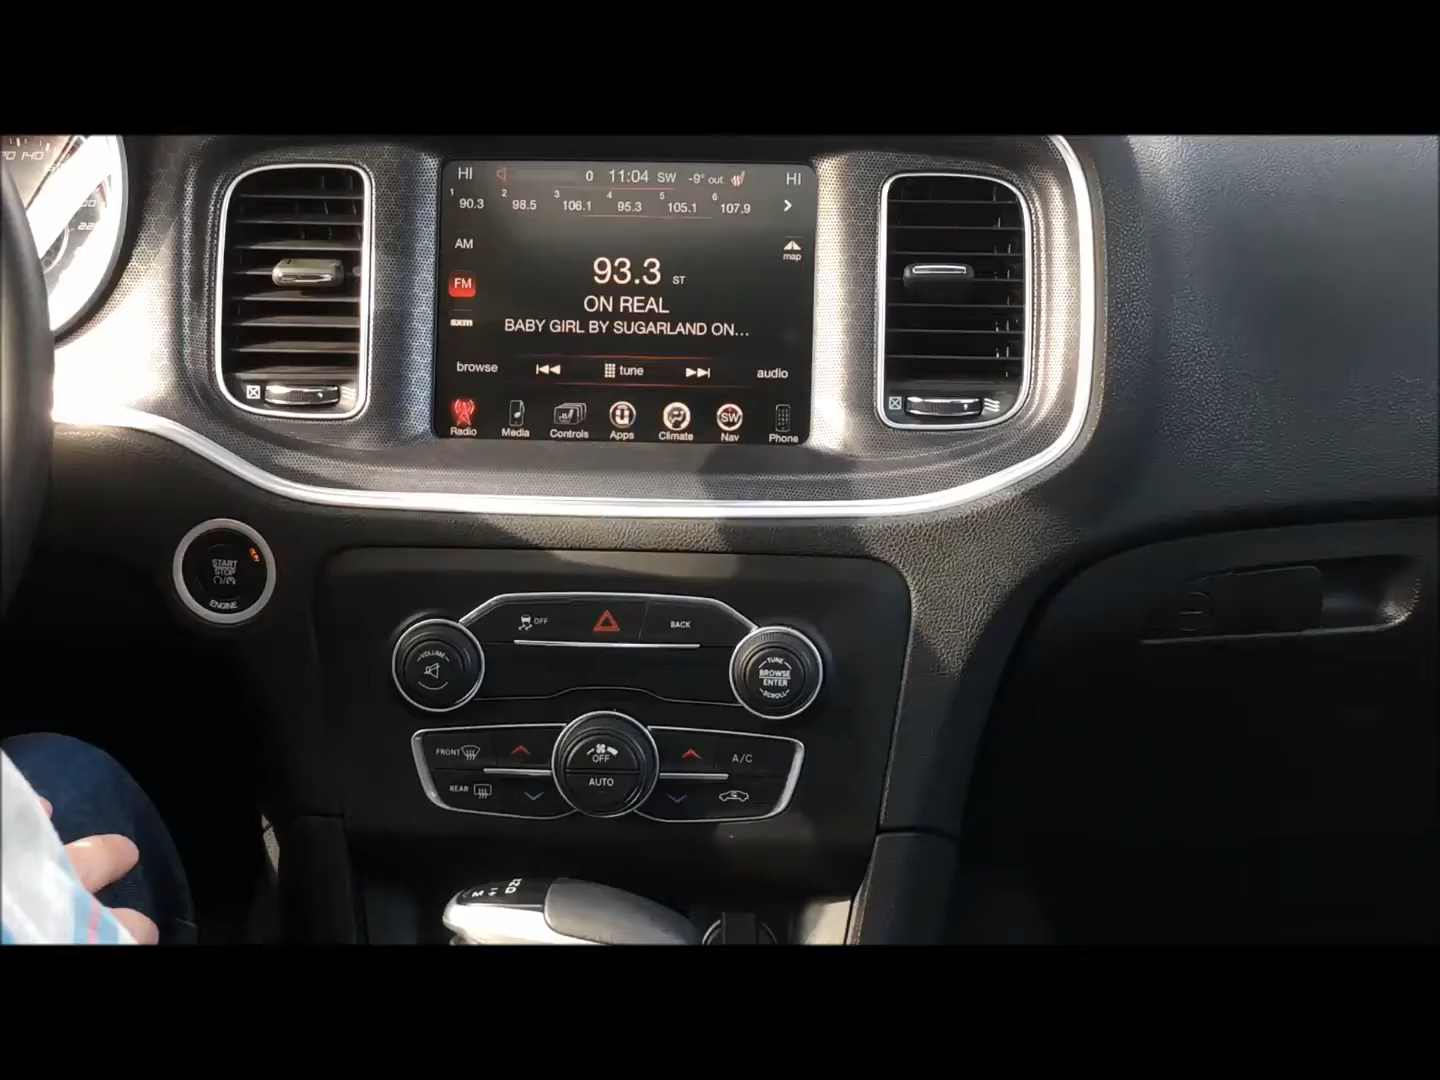 140
HI 0 11:04 SW -9° out. HI
1 90.3 2 98.5 3 106.1 4 95.3 5 105.1 6 107.9
AM
map
FM
93.3 ST
ON REAL
sxm
BABY GIRL BY SUGARLAND ON...
browse tune audio
Radio Media Controls Apps Climate SW Nav Phone
START
STOP
ENGINE
RUN
OFF BACK
VOLUME
TUNE
BROWSE
ENTER
SCROLL
FRONT OFF A/C
AUTO
REAR
M